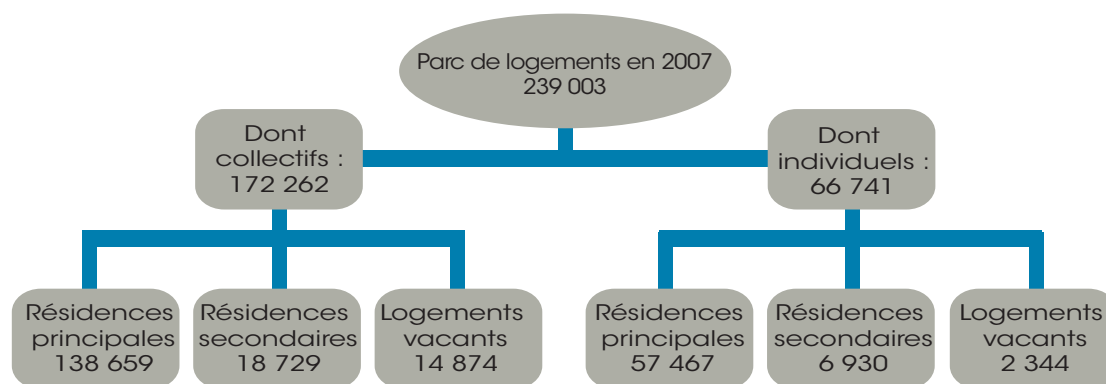 Parc de logements en 2007
239 003
Dont
collectifs :
172 262
Dont
individuels :
66 741
Résidences
principales
138 659
Résidences
secondaires
18 729
Logements
vacants
14 874
Résidences
principales
57 467
Résidences
secondaires
6 930
Logements
vacants
2 344